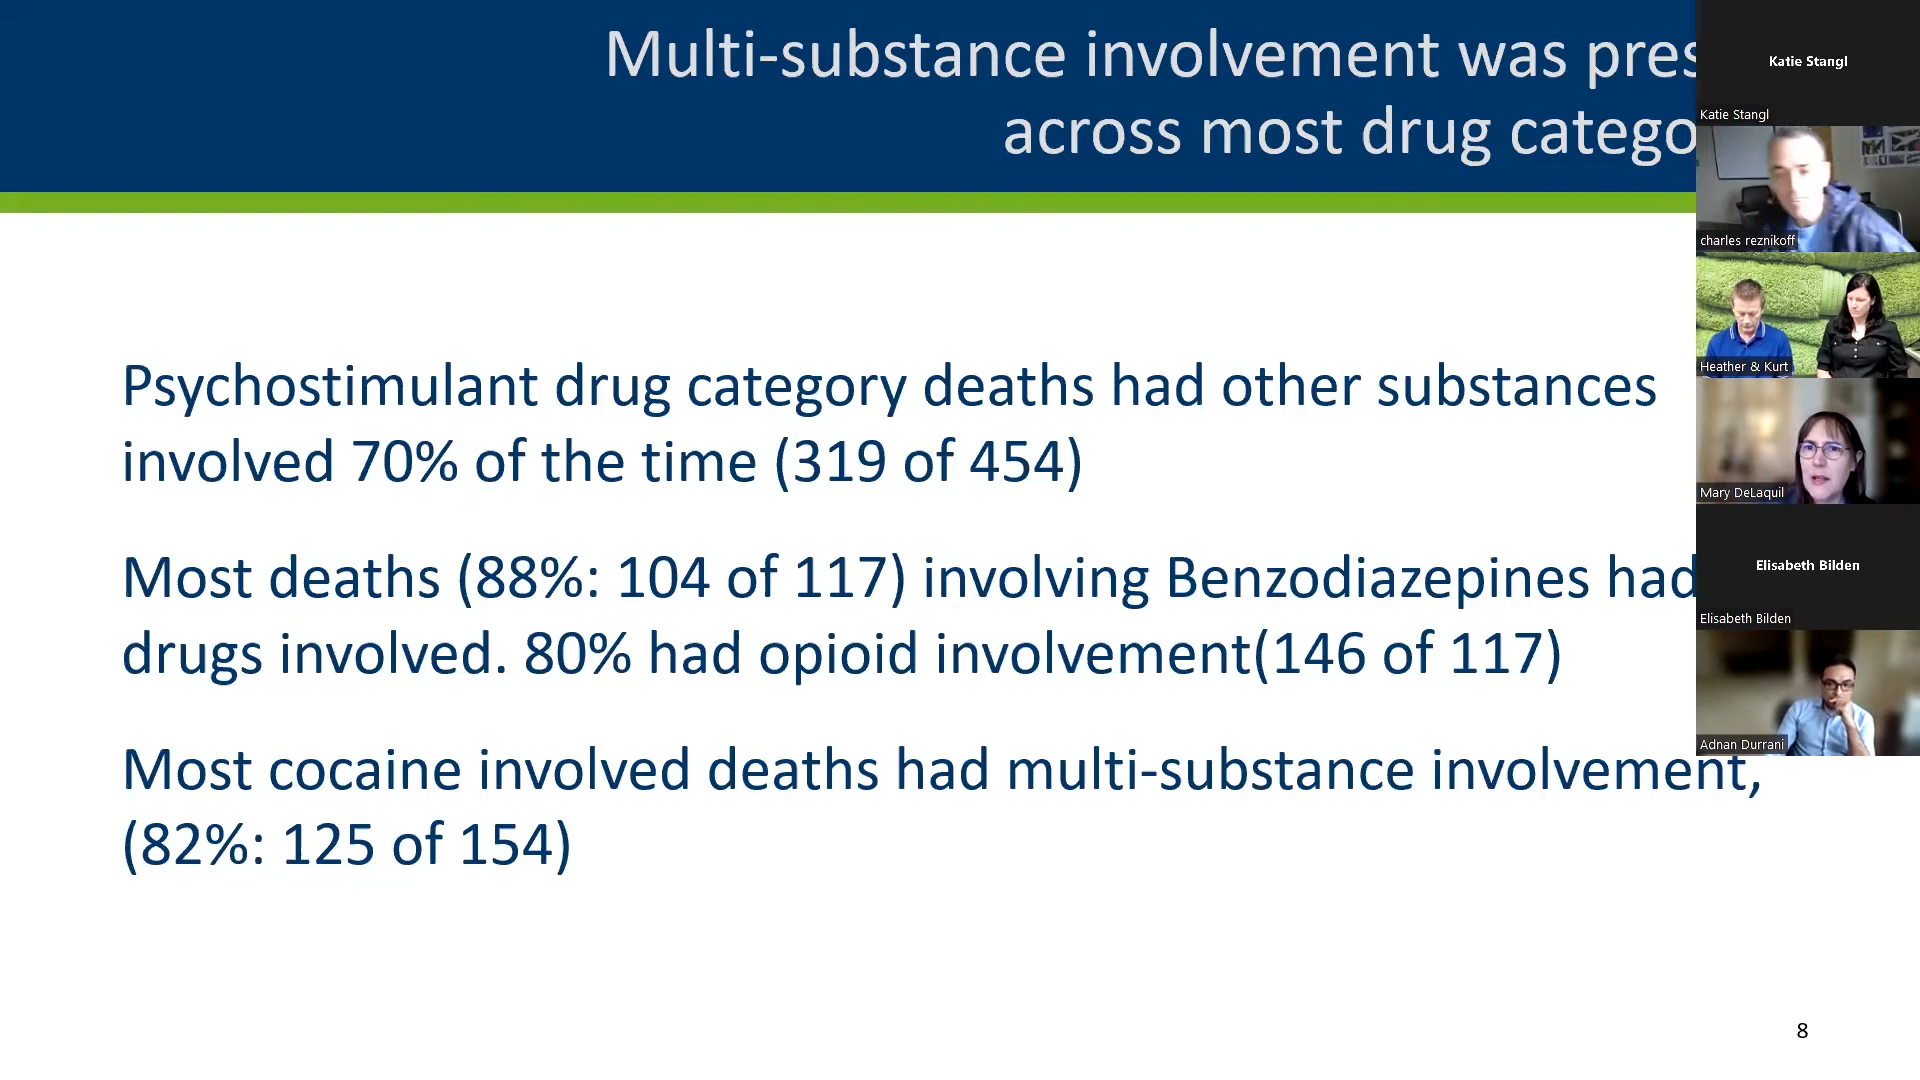 Multi-substance involvement was pres
across most drug catego
Psychostimulant drug category deaths had other substances
involved 70% of the time (319 of 454)
Most deaths (88%: 104 of 117) involving Benzodiazepines had
drugs involved. 80% had opioid involvement(146 of 117)
Most cocaine involved deaths had multi-substance involvement,
(82%: 125 of 154)
8
Katie Stangl
Katie Stangl
charles reznikoff
Heather & Kurt
Mary DeLaquil
Elisabeth Bilden
Elisabeth Bilden
Adnan Durrani